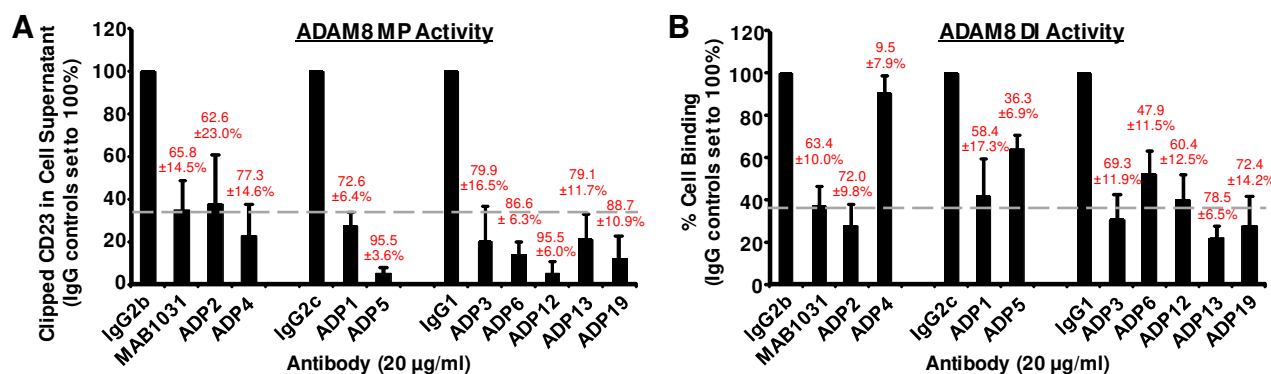 A
ADAM8 MP Activity
Clipped CD23 in Cell Supernatant
(IgG controls set to 100%)
120
100
80
60
40
20
0
65.8
±14.5%
62.6
±23.0%
77.3
±14.6%
72.6
±6.4%
95.5
±3.6%
79.9
±16.5%
86.6
± 6.3%
95.5
±6.0%
79.1
±11.7%
88.7
±10.9%
IgG2b
MAB1031
ADP2
ADP4
IgG2c
ADP1
ADP5
IgG1
ADP3
ADP6
ADP12
ADP13
ADP19
Antibody (20 µg/ml)
B
ADAM8 DI Activity
% Cell Binding
(IgG controls set to 100%)
120
100
80
60
40
20
0
63.4
±10.0%
72.0
±9.8%
9.5
±7.9%
58.4
±17.3%
36.3
±6.9%
69.3
±11.9%
47.9
±11.5%
60.4
±12.5%
78.5
±6.5%
72.4
±14.2%
IgG2b
MAB1031
ADP2
ADP4
IgG2c
ADP1
ADP5
IgG1
ADP3
ADP6
ADP12
ADP13
ADP19
Antibody (20 µg/ml)